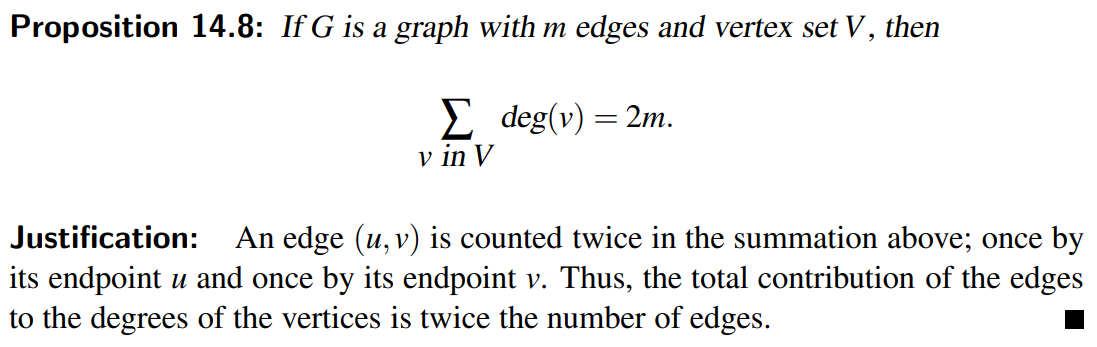 Proposition 14.8: If G is a graph with m edges and vertex set V, then
∑ deg(v) = 2m.
v in V
Justification: An edge (u,v) is counted twice in the summation above; once by
its endpoint u and once by its endpoint v. Thus, the total contribution of the edges
to the degrees of the vertices is twice the number of edges. ■